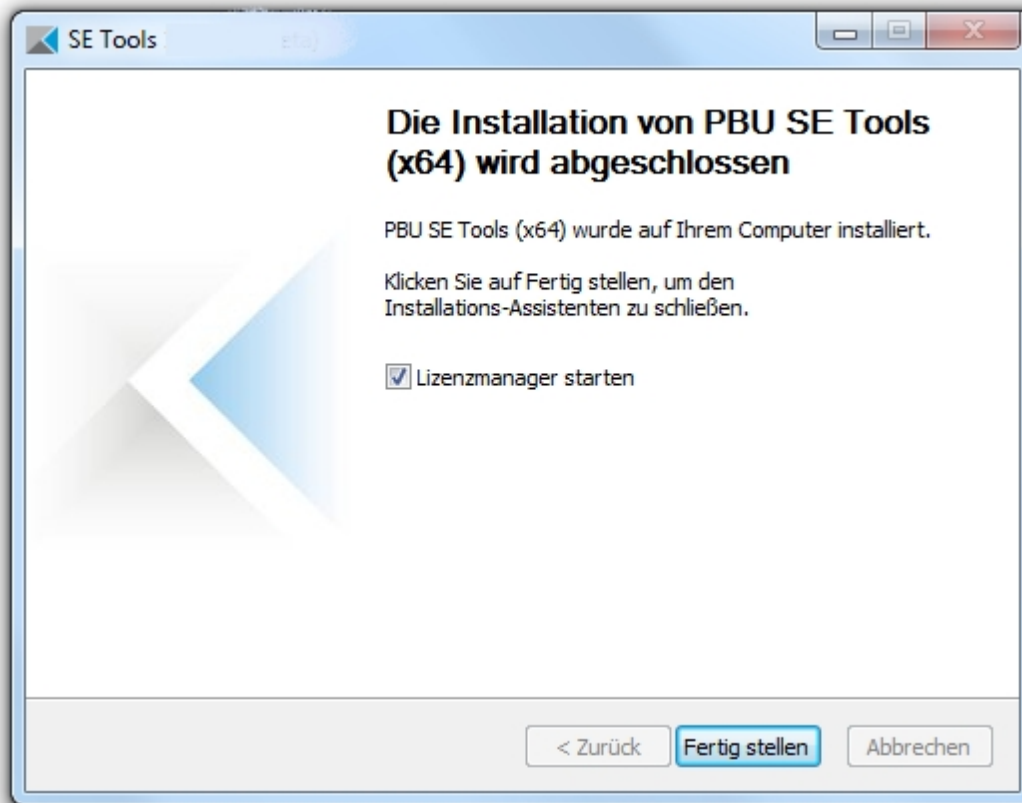 SE Tools
Die Installation von PBU SE Tools
(x64) wird abgeschlossen
PBU SE Tools (x64) wurde auf Ihrem Computer installiert.
Klicken Sie auf Fertig stellen, um den
Installations-Assistenten zu schließen.
Lizenzmanager starten
< Zurück
Fertig stellen
Abbrechen